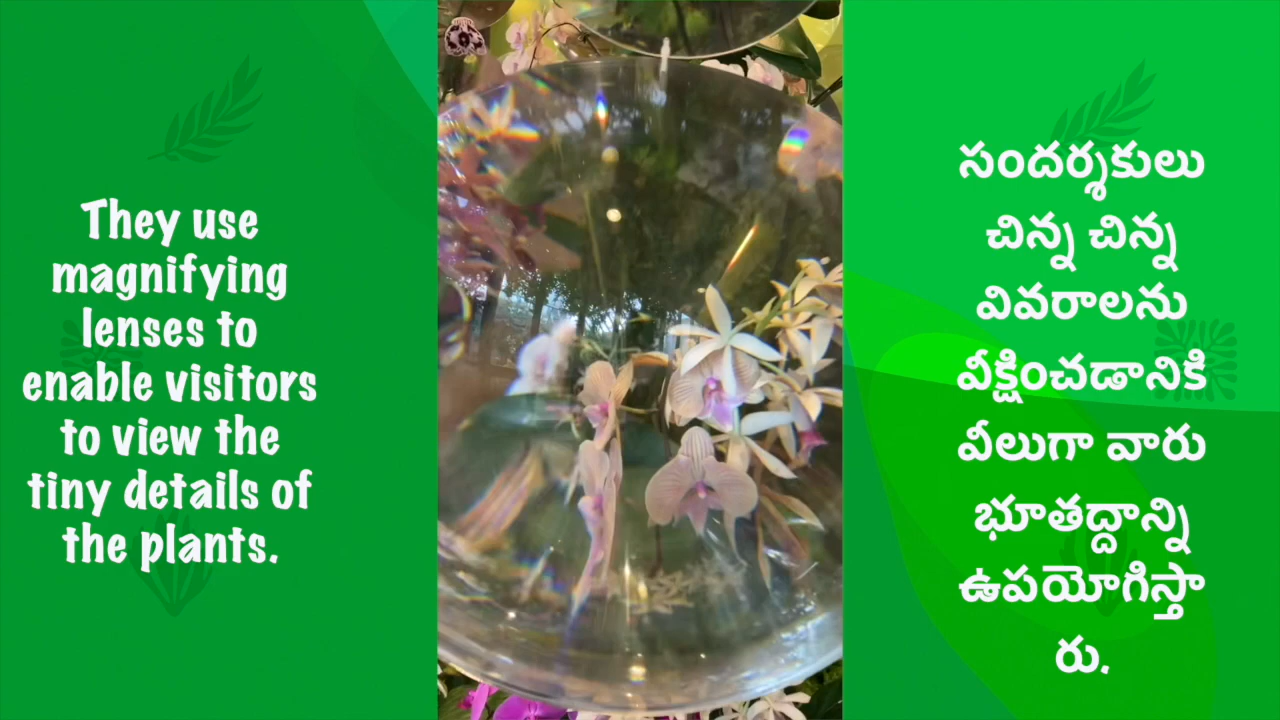 They use
magnifying
lenses to
enable visitors
to view the
tiny details of
the plants.
సందర్శకులు
చిన్న చిన్న
వివరాలను
వీక్షించడానికి
వీలుగా వారు
భూతద్దాన్ని
ఉపయోగిస్తా
రు.